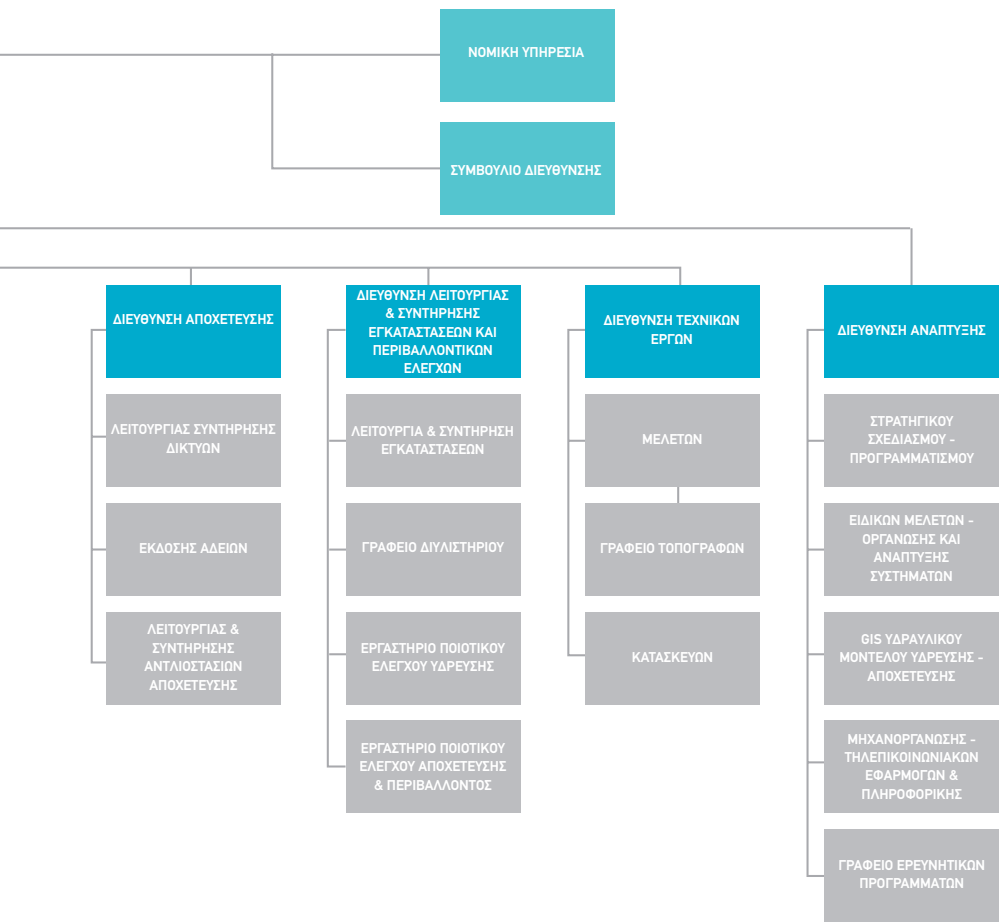 ΝΟΜΙΚΗ ΥΠΗΡΕΣΙΑ
ΣΥΜΒΟΥΛΙΟ ΔΙΕΥΘΥΝΣΗΣ
ΔΙΕΥΘΥΝΣΗ ΑΠΟΧΕΤΕΥΣΗΣ
ΛΕΙΤΟΥΡΓΙΑΣ ΣΥΝΤΗΡΗΣΗΣ
ΔΙΚΤΥΩΝ
ΕΚΔΟΣΗΣ ΑΔΕΙΩΝ
ΛΕΙΤΟΥΡΓΙΑΣ &
ΣΥΝΤΗΡΗΣΗΣ
ΑΝΤΛΙΟΣΤΑΣΙΩΝ
ΑΠΟΧΕΤΕΥΣΗΣ
ΔΙΕΥΘΥΝΣΗ ΛΕΙΤΟΥΡΓΙΑΣ
& ΣΥΝΤΗΡΗΣΗΣ
ΕΓΚΑΤΑΣΤΑΣΕΩΝ ΚΑΙ
ΠΕΡΙΒΑΛΛΟΝΤΙΚΩΝ
ΕΛΕΓΧΩΝ
ΛΕΙΤΟΥΡΓΙΑ & ΣΥΝΤΗΡΗΣΗ
ΕΓΚΑΤΑΣΤΑΣΕΩΝ
ΓΡΑΦΕΙΟ ΔΙΥΛΙΣΤΗΡΙΟΥ
ΕΡΓΑΣΤΗΡΙΟ ΠΟΙΟΤΙΚΟΥ
ΕΛΕΓΧΟΥ ΥΔΡΕΥΣΗΣ
ΕΡΓΑΣΤΗΡΙΟ ΠΟΙΟΤΙΚΟΥ
ΕΛΕΓΧΟΥ ΑΠΟΧΕΤΕΥΣΗΣ
& ΠΕΡΙΒΑΛΛΟΝΤΟΣ
ΔΙΕΥΘΥΝΣΗ ΤΕΧΝΙΚΩΝ
ΕΡΓΩΝ
ΜΕΛΕΤΩΝ
ΓΡΑΦΕΙΟ ΤΟΠΟΓΡΑΦΩΝ
ΚΑΤΑΣΚΕΥΩΝ
ΔΙΕΥΘΥΝΣΗ ΑΝΑΠΤΥΞΗΣ
ΣΤΡΑΤΗΓΙΚΟΥ
ΣΧΕΔΙΑΣΜΟΥ -
ΠΡΟΓΡΑΜΜΑΤΙΣΜΟΥ
ΕΙΔΙΚΩΝ ΜΕΛΕΤΩΝ -
ΟΡΓΑΝΩΣΗΣ ΚΑΙ
ΑΝΑΠΤΥΞΗΣ
ΣΥΣΤΗΜΑΤΩΝ
GIS ΥΔΡΑΥΛΙΚΟΥ
ΜΟΝΤΕΛΟΥ ΥΔΡΕΥΣΗΣ -
ΑΠΟΧΕΤΕΥΣΗΣ
ΜΗΧΑΝΟΡΓΑΝΩΣΗΣ -
ΤΗΛΕΠΙΚΟΙΝΩΝΙΑΚΩΝ
ΕΦΑΡΜΟΓΩΝ &
ΠΛΗΡΟΦΟΡΙΚΗΣ
ΓΡΑΦΕΙΟ ΕΡΕΥΝΗΤΙΚΩΝ
ΠΡΟΓΡΑΜΜΑΤΩΝ